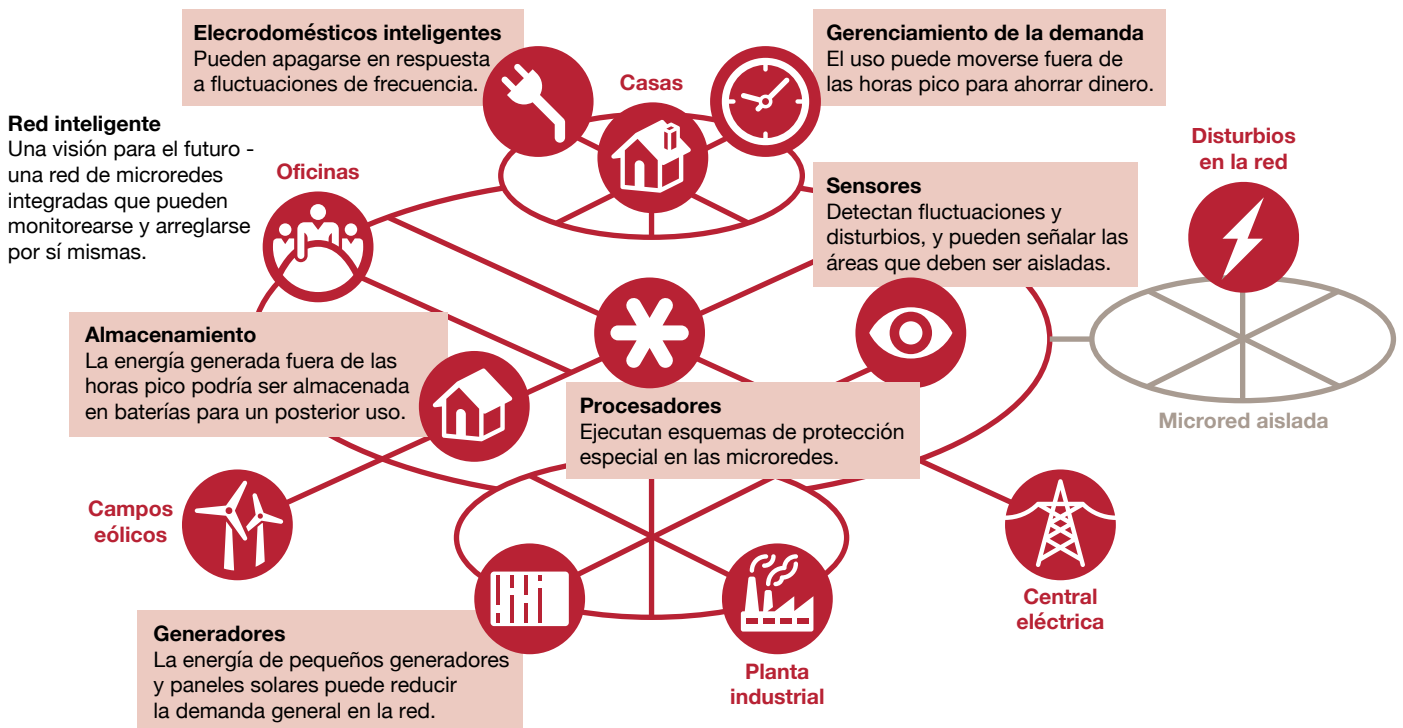 Elecrodomésticos inteligentes
Pueden apagarse en respuesta
a fluctuaciones de frecuencia.
Casas
Gerenciamiento de la demanda
El uso puede moverse fuera de
las horas pico para ahorrar dinero.
Red inteligente
Una visión para el futuro -
una red de microredes
integradas que pueden
monitorearse y arreglarse
por sí mismas.
Oficinas
Sensores
Detectan fluctuaciones y
disturbios, y pueden señalar las
áreas que deben ser aisladas.
Disturbios
en la red
Almacenamiento
La energía generada fuera de las
horas pico podría ser almacenada
en baterías para un posterior uso.
Procesadores
Ejecutan esquemas de protección
especial en las microredes.
Microred aislada
Campos
eólicos
Central
eléctrica
Generadores
La energía de pequeños generadores
y paneles solares puede reducir
la demanda general en la red.
Planta
industrial